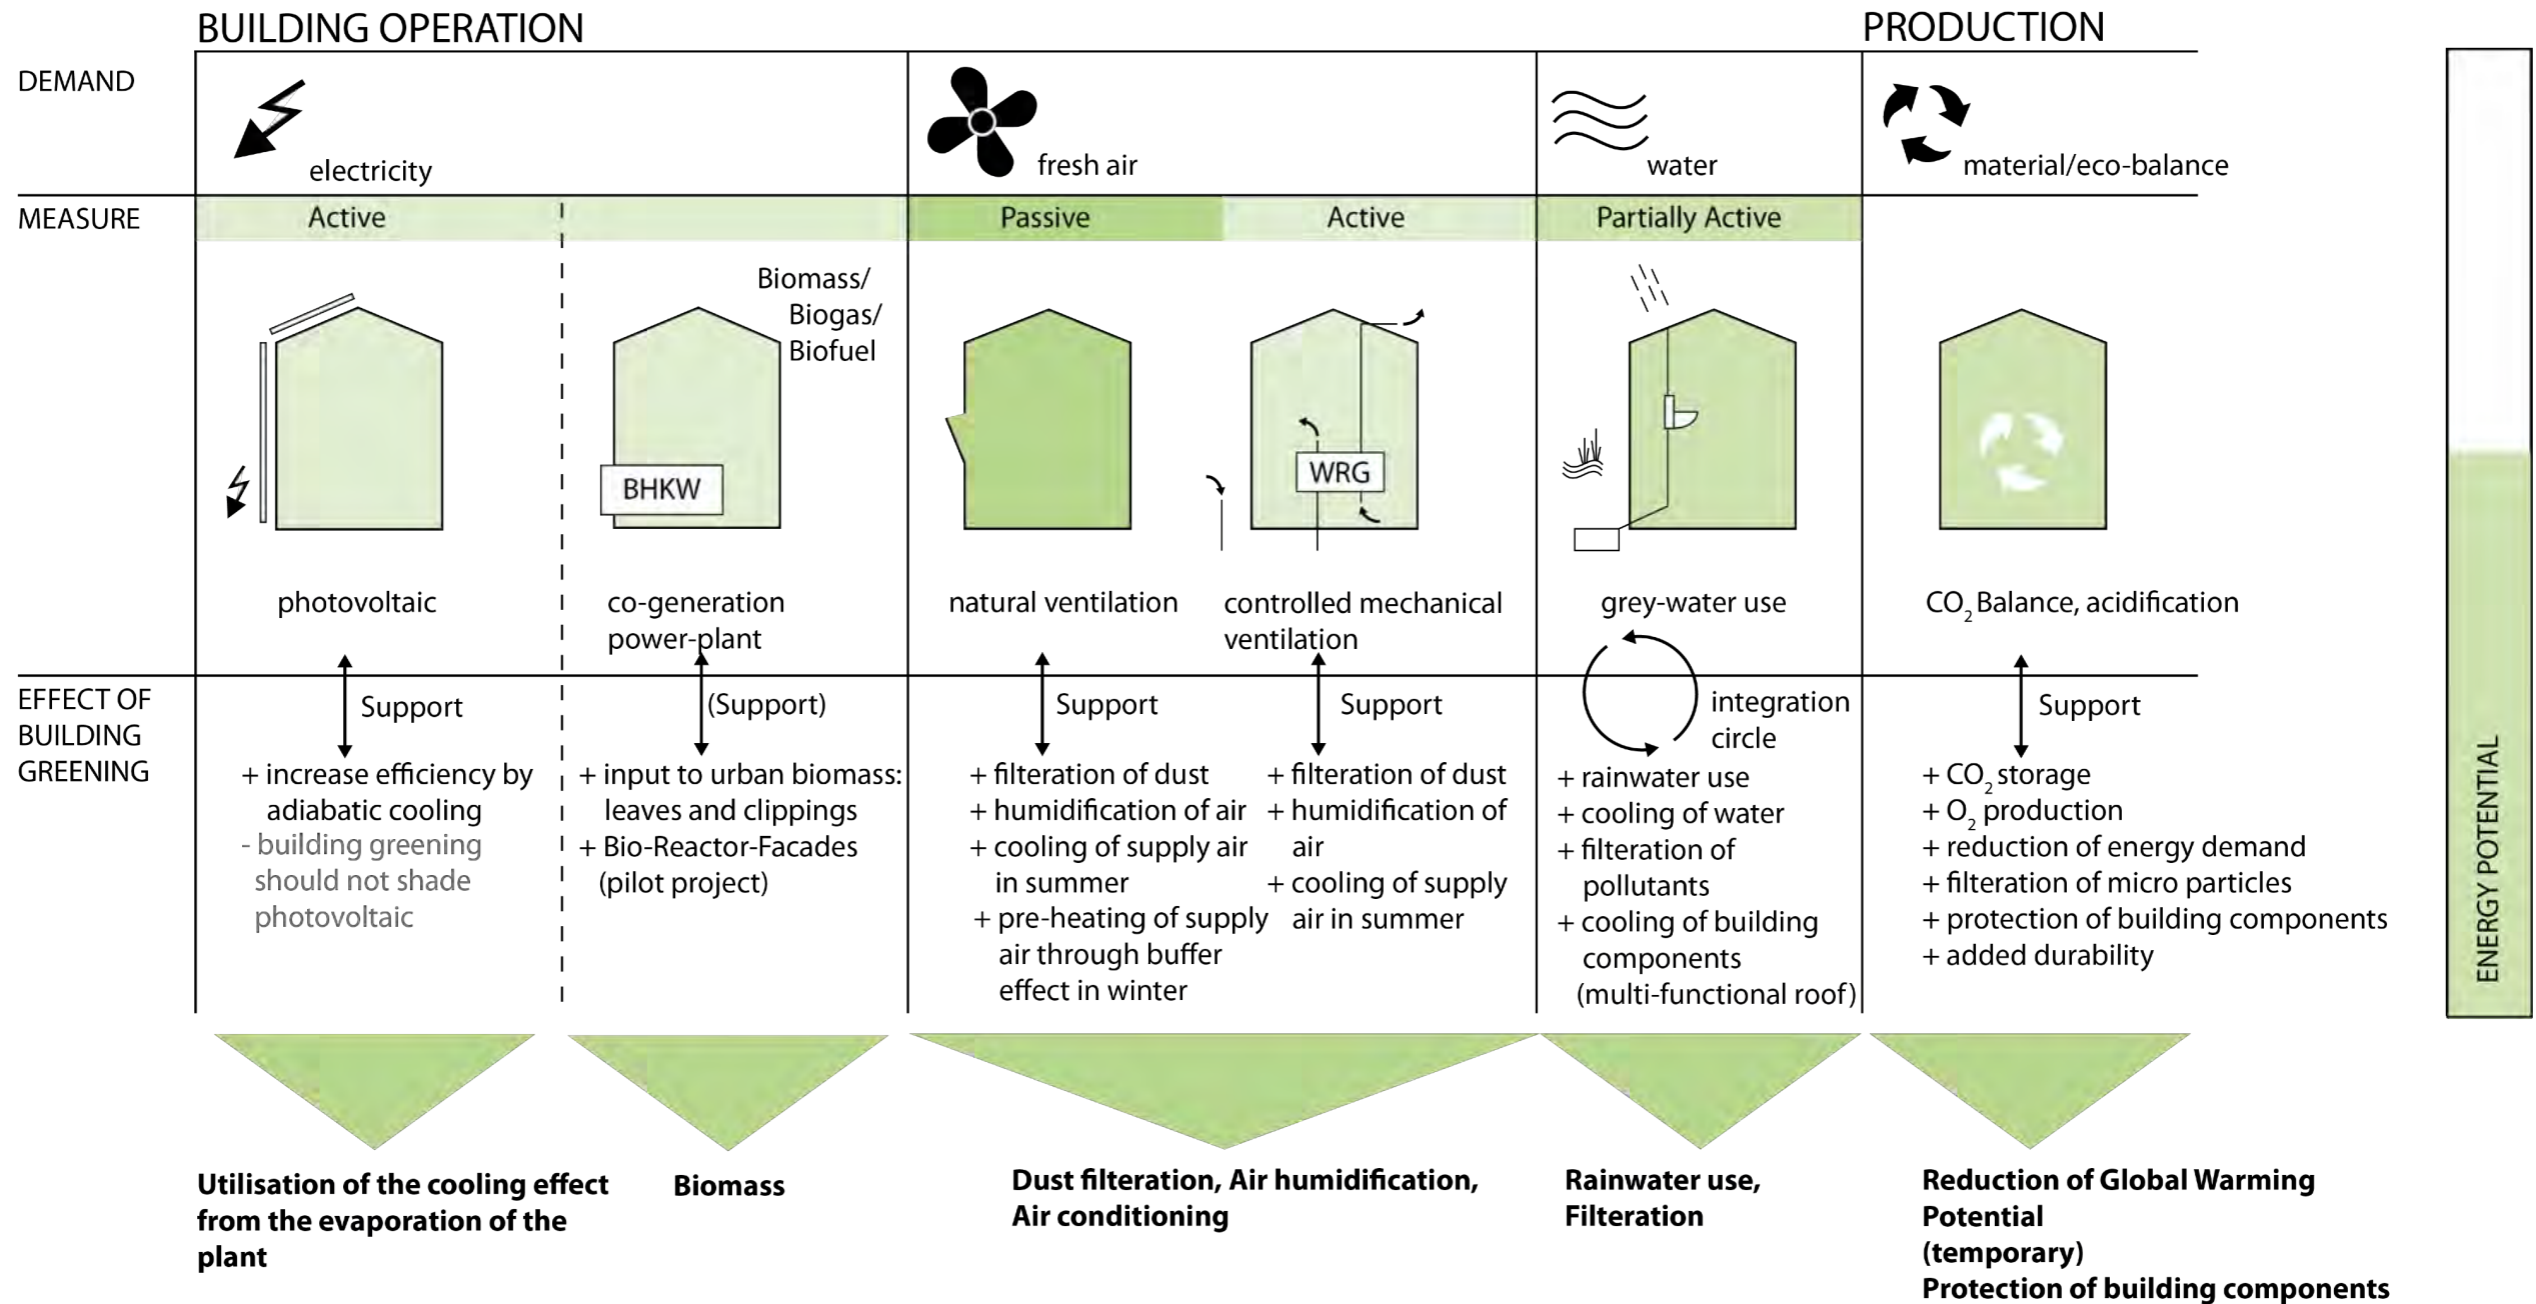 BUILDING OPERATION
PRODUCTION
DEMAND
electricity
fresh air
water
material/eco-balance
MEASURE
Active
Passive
Active
Partially Active
Biomass/
Biogas/
Biofuel
BHKW
WRG
photovoltaic
co-generation
power-plant
natural ventilation
controlled mechanical
ventilation
grey-water use
CO₂ Balance, acidification
EFFECT OF
BUILDING
GREENING
Support
+ increase efficiency by
adiabatic cooling
- building greening
should not shade
photovoltaic
(Support)
+ input to urban biomass:
leaves and clippings
+ Bio-Reactor-Facades
(pilot project)
Support
+ filteration of dust
+ humidification of air
+ cooling of supply air
in summer
+ pre-heating of supply
air through buffer
effect in winter
Support
+ filteration of dust
+ humidification of
air
+ cooling of supply
air in summer
integration
circle
+ rainwater use
+ cooling of water
+ filteration of
pollutants
+ cooling of building
components
(multi-functional roof)
Support
+ CO₂ storage
+ O₂ production
+ reduction of energy demand
+ filteration of micro particles
+ protection of building components
+ added durability
ENERGY POTENTIAL
Utilisation of the cooling effect
from the evaporation of the
plant
Biomass
Dust filteration, Air humidification,
Air conditioning
Rainwater use,
Filteration
Reduction of Global Warming
Potential
(temporary)
Protection of building components